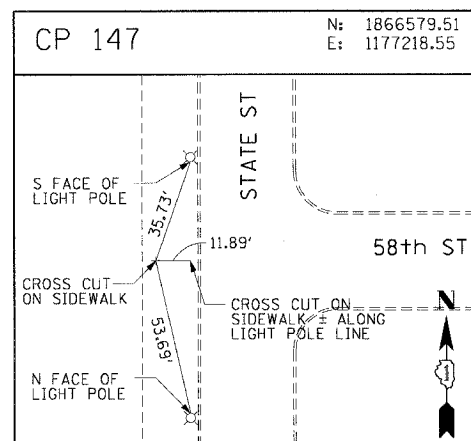 CP 147
N: 1866579.51
E: 1177218.55
STATE ST
S FACE OF
LIGHT POLE
35.73'
11.89'
58th ST
CROSS CUT
ON SIDEWALK
CROSS CUT ON
SIDEWALK ± ALONG
LIGHT POLE LINE
53.69'
N
N FACE OF
LIGHT POLE